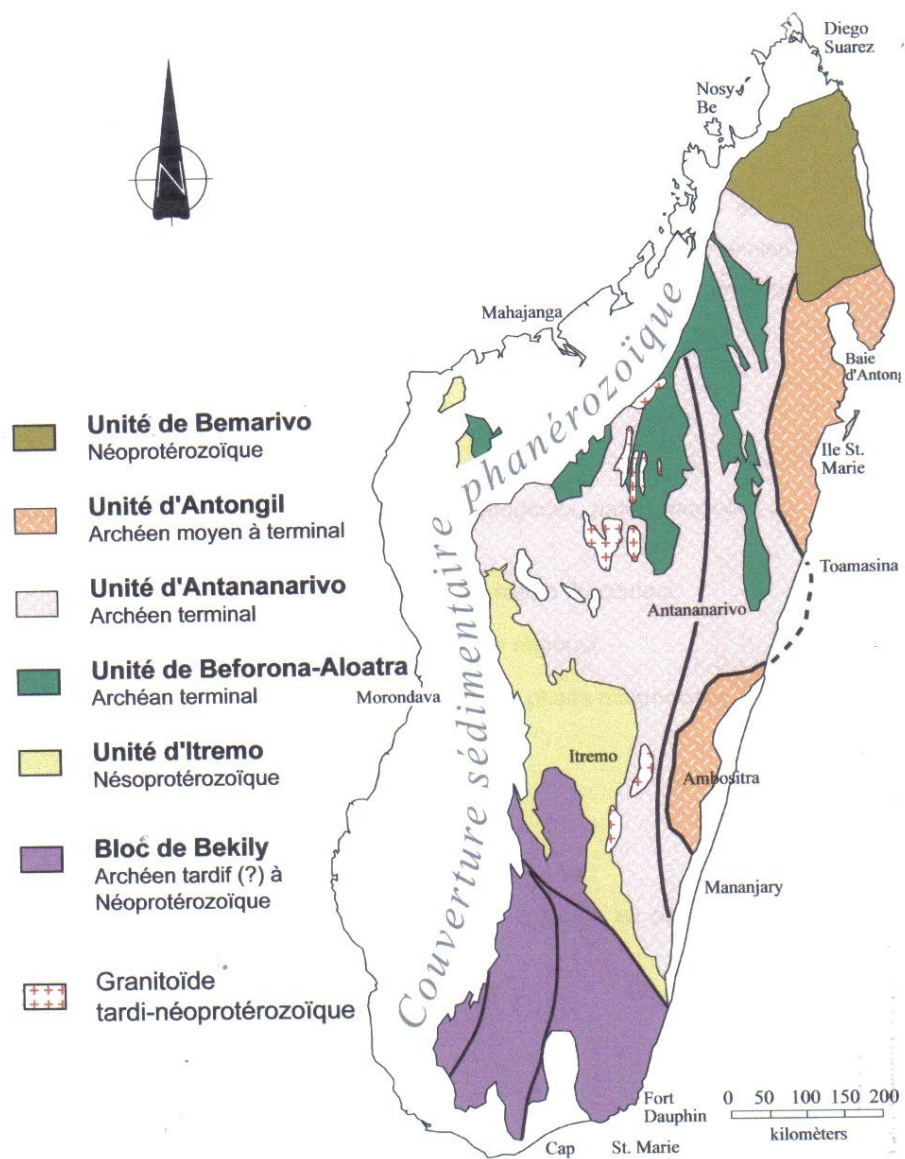 Diego
Suarez
Nosy
Be
N
Mahajanga
Baie
d'Antong
Ile St.
Marie
Toamasina
Antananarivo
Morondava
Itremo
Ambositra
Mananjary
Fort
Dauphin
Cap St. Marie
Couverture sédimentaire phanérozoïque
Unité de Bemarivo
Néoprotérozoïque
Unité d'Antongil
Archéen moyen à terminal
Unité d'Antananarivo
Archéen terminal
Unité de Beforona-Aloatra
Archéan terminal
Unité d'Itremo
Nésoprotérozoïque
Bloc de Bekily
Archéen tardif (?) à
Néoprotérozoïque
Granitoïde
tardi-néoprotérozoïque
0 50 100 150 200
kilomèters